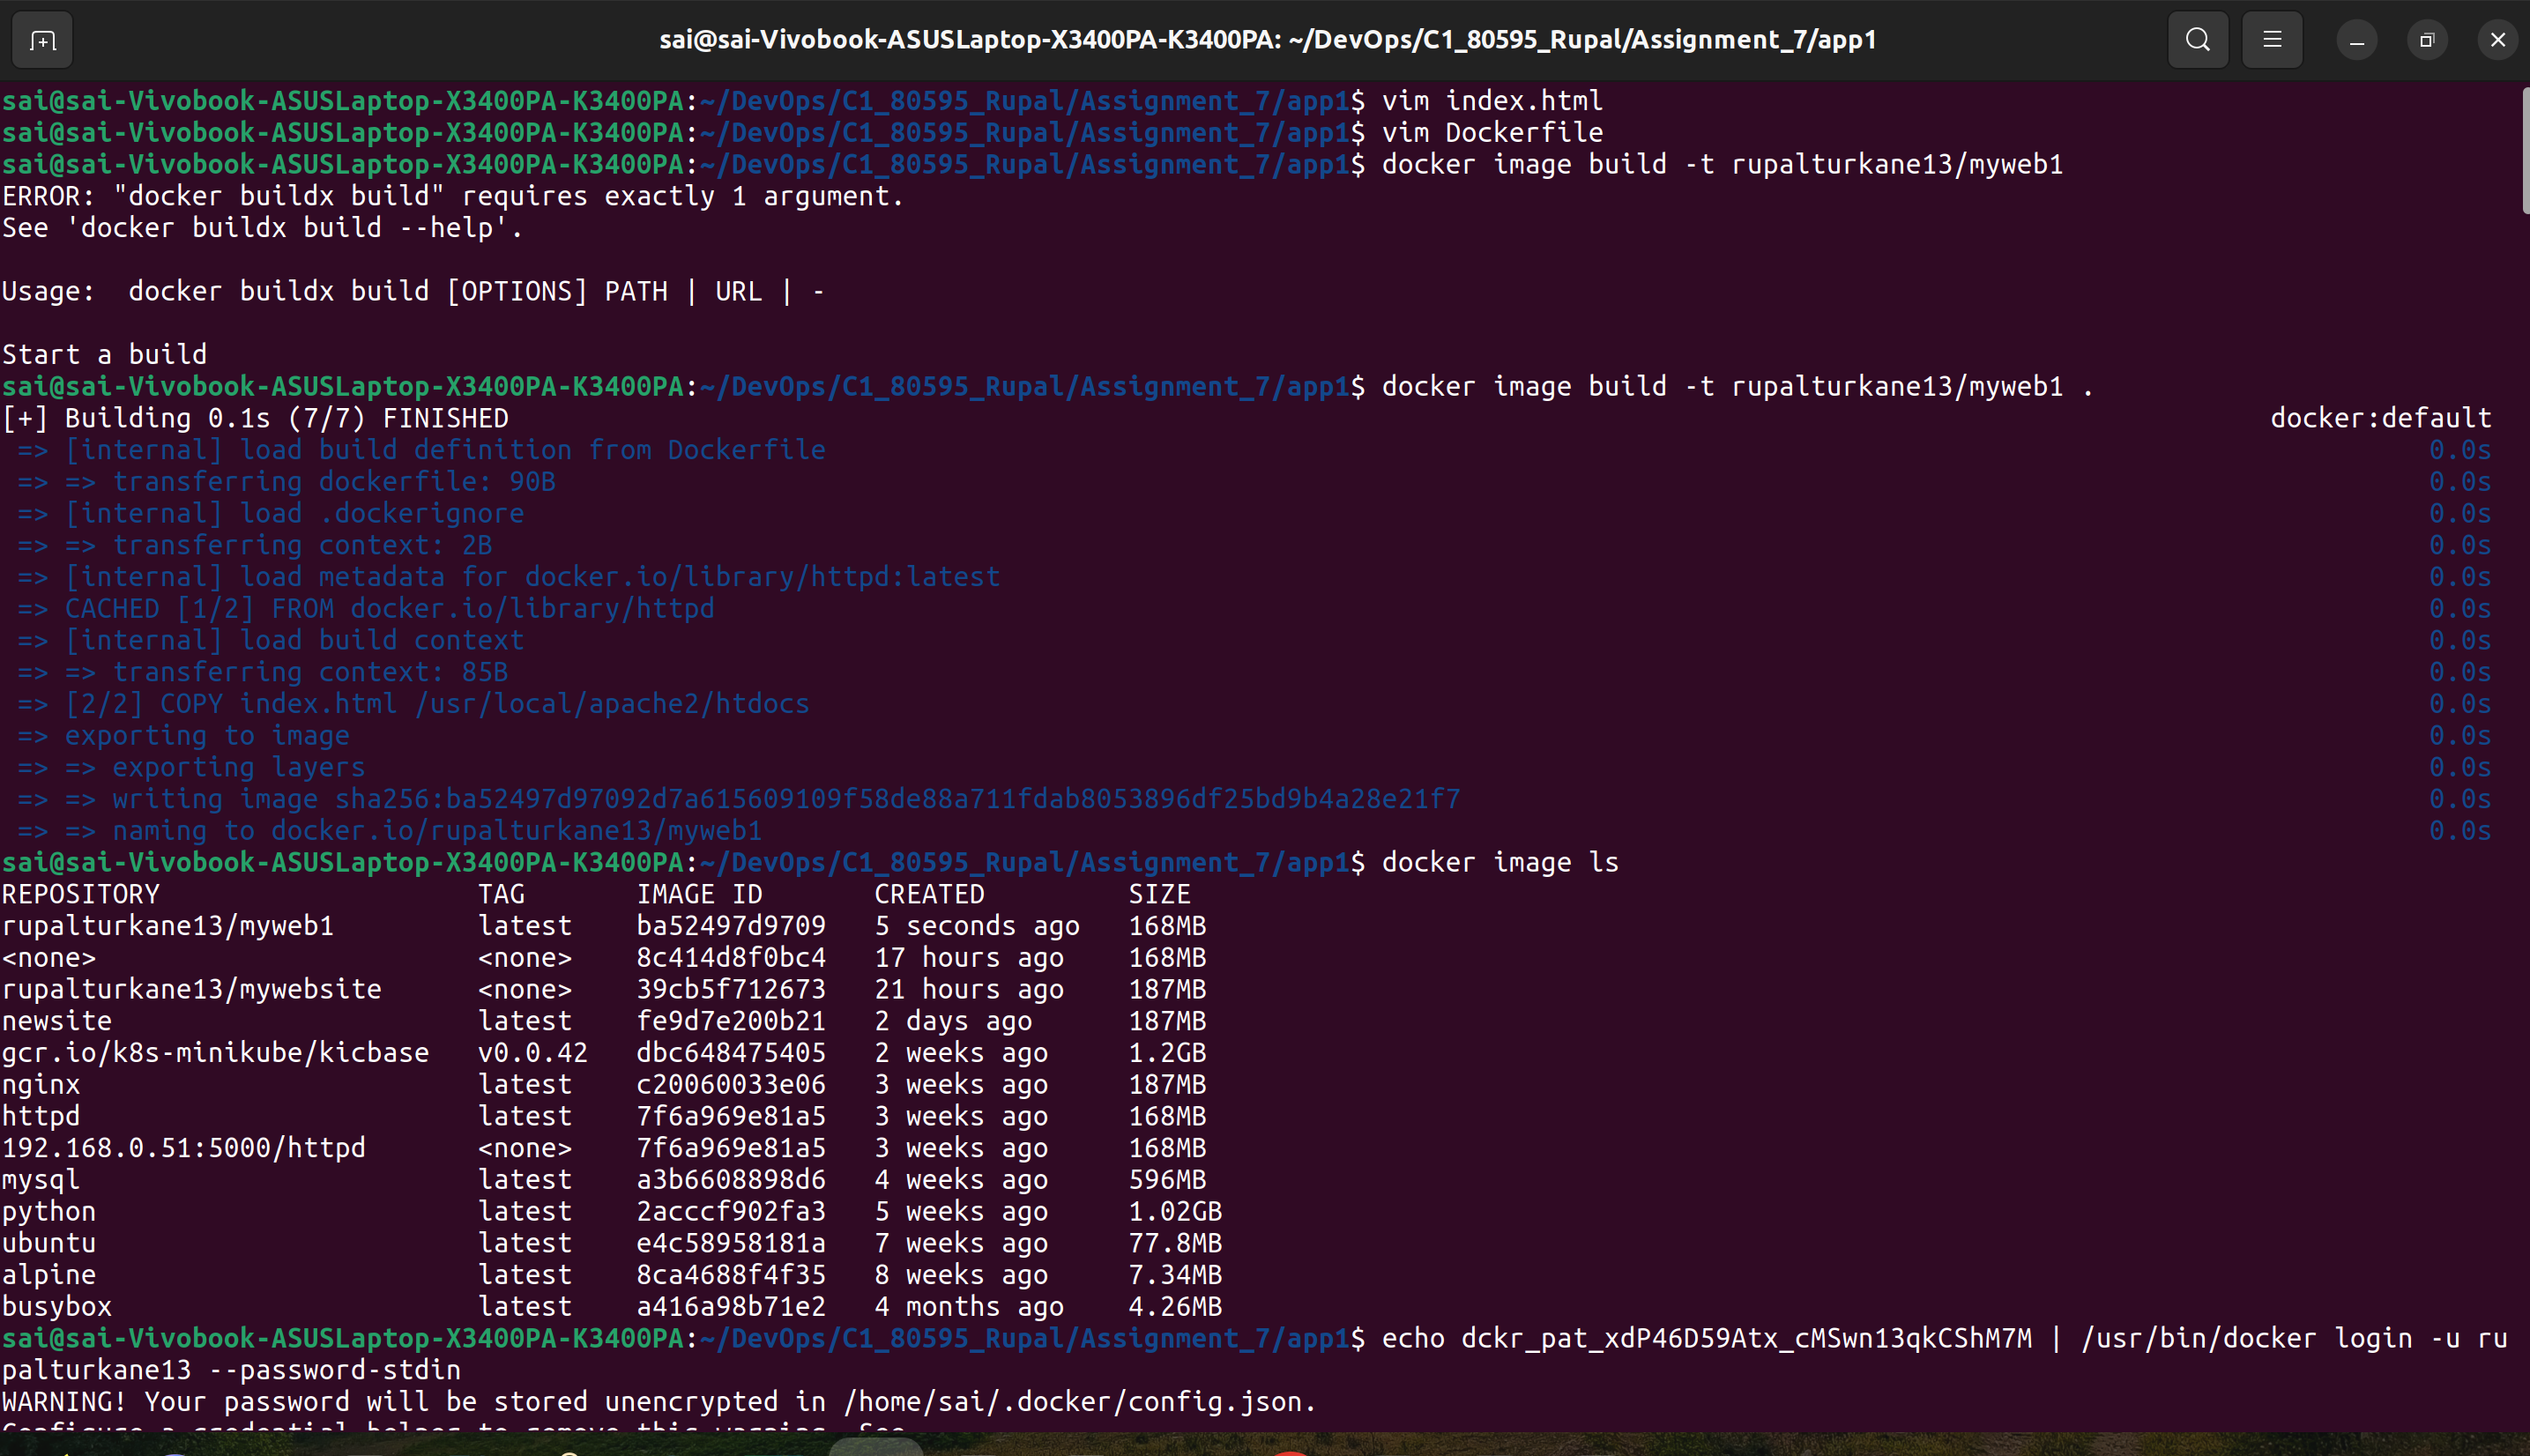 sai@sai-Vivobook-ASUSLaptop-X3400PA-K3400PA: ~/DevOps/C1_80595_Rupal/Assignment_7/app1
sai@sai-Vivobook-ASUSLaptop-X3400PA-K3400PA:~/DevOps/C1_80595_Rupal/Assignment_7/app1$ vim index.html
sai@sai-Vivobook-ASUSLaptop-X3400PA-K3400PA:~/DevOps/C1_80595_Rupal/Assignment_7/app1$ vim Dockerfile
sai@sai-Vivobook-ASUSLaptop-X3400PA-K3400PA:~/DevOps/C1_80595_Rupal/Assignment_7/app1$ docker image build -t rupalturkane13/myweb1
ERROR: "docker buildx build" requires exactly 1 argument.
See 'docker buildx build --help'.
Usage:  docker buildx build [OPTIONS] PATH | URL | -
Start a build
sai@sai-Vivobook-ASUSLaptop-X3400PA-K3400PA:~/DevOps/C1_80595_Rupal/Assignment_7/app1$ docker image build -t rupalturkane13/myweb1 .
[+] Building 0.1s (7/7) FINISHED docker:default
=> [internal] load build definition from Dockerfile 0.0s
=> => transferring dockerfile: 90B 0.0s
=> [internal] load .dockerignore 0.0s
=> => transferring context: 2B 0.0s
=> [internal] load metadata for docker.io/library/httpd:latest 0.0s
=> CACHED [1/2] FROM docker.io/library/httpd 0.0s
=> [internal] load build context 0.0s
=> => transferring context: 85B 0.0s
=> [2/2] COPY index.html /usr/local/apache2/htdocs 0.0s
=> exporting to image 0.0s
=> => exporting layers 0.0s
=> => writing image sha256:ba52497d97092d7a615609109f58de88a711fdab8053896df25bd9b4a28e21f7 0.0s
=> => naming to docker.io/rupalturkane13/myweb1 0.0s
sai@sai-Vivobook-ASUSLaptop-X3400PA-K3400PA:~/DevOps/C1_80595_Rupal/Assignment_7/app1$ docker image ls
REPOSITORY TAG IMAGE ID CREATED SIZE
rupalturkane13/myweb1 latest ba52497d9709 5 seconds ago 168MB
<none> <none> 8c414d8f0bc4 17 hours ago 168MB
rupalturkane13/mywebsite <none> 39cb5f712673 21 hours ago 187MB
newsite latest fe9d7e200b21 2 days ago 187MB
gcr.io/k8s-minikube/kicbase v0.0.42 dbc648475405 2 weeks ago 1.2GB
nginx latest c20060033e06 3 weeks ago 187MB
httpd latest 7f6a969e81a5 3 weeks ago 168MB
192.168.0.51:5000/httpd <none> 7f6a969e81a5 3 weeks ago 168MB
mysql latest a3b6608898d6 4 weeks ago 596MB
python latest 2acccf902fa3 5 weeks ago 1.02GB
ubuntu latest e4c58958181a 7 weeks ago 77.8MB
alpine latest 8ca4688f4f35 8 weeks ago 7.34MB
busybox latest a416a98b71e2 4 months ago 4.26MB
sai@sai-Vivobook-ASUSLaptop-X3400PA-K3400PA:~/DevOps/C1_80595_Rupal/Assignment_7/app1$ echo dckr_pat_xdP46D59Atx_cMSwn13qkCShM7M | /usr/bin/docker login -u ru
palturkane13 --password-stdin
WARNING! Your password will be stored unencrypted in /home/sai/.docker/config.json.
Configure a credential helper to remove this warning. See